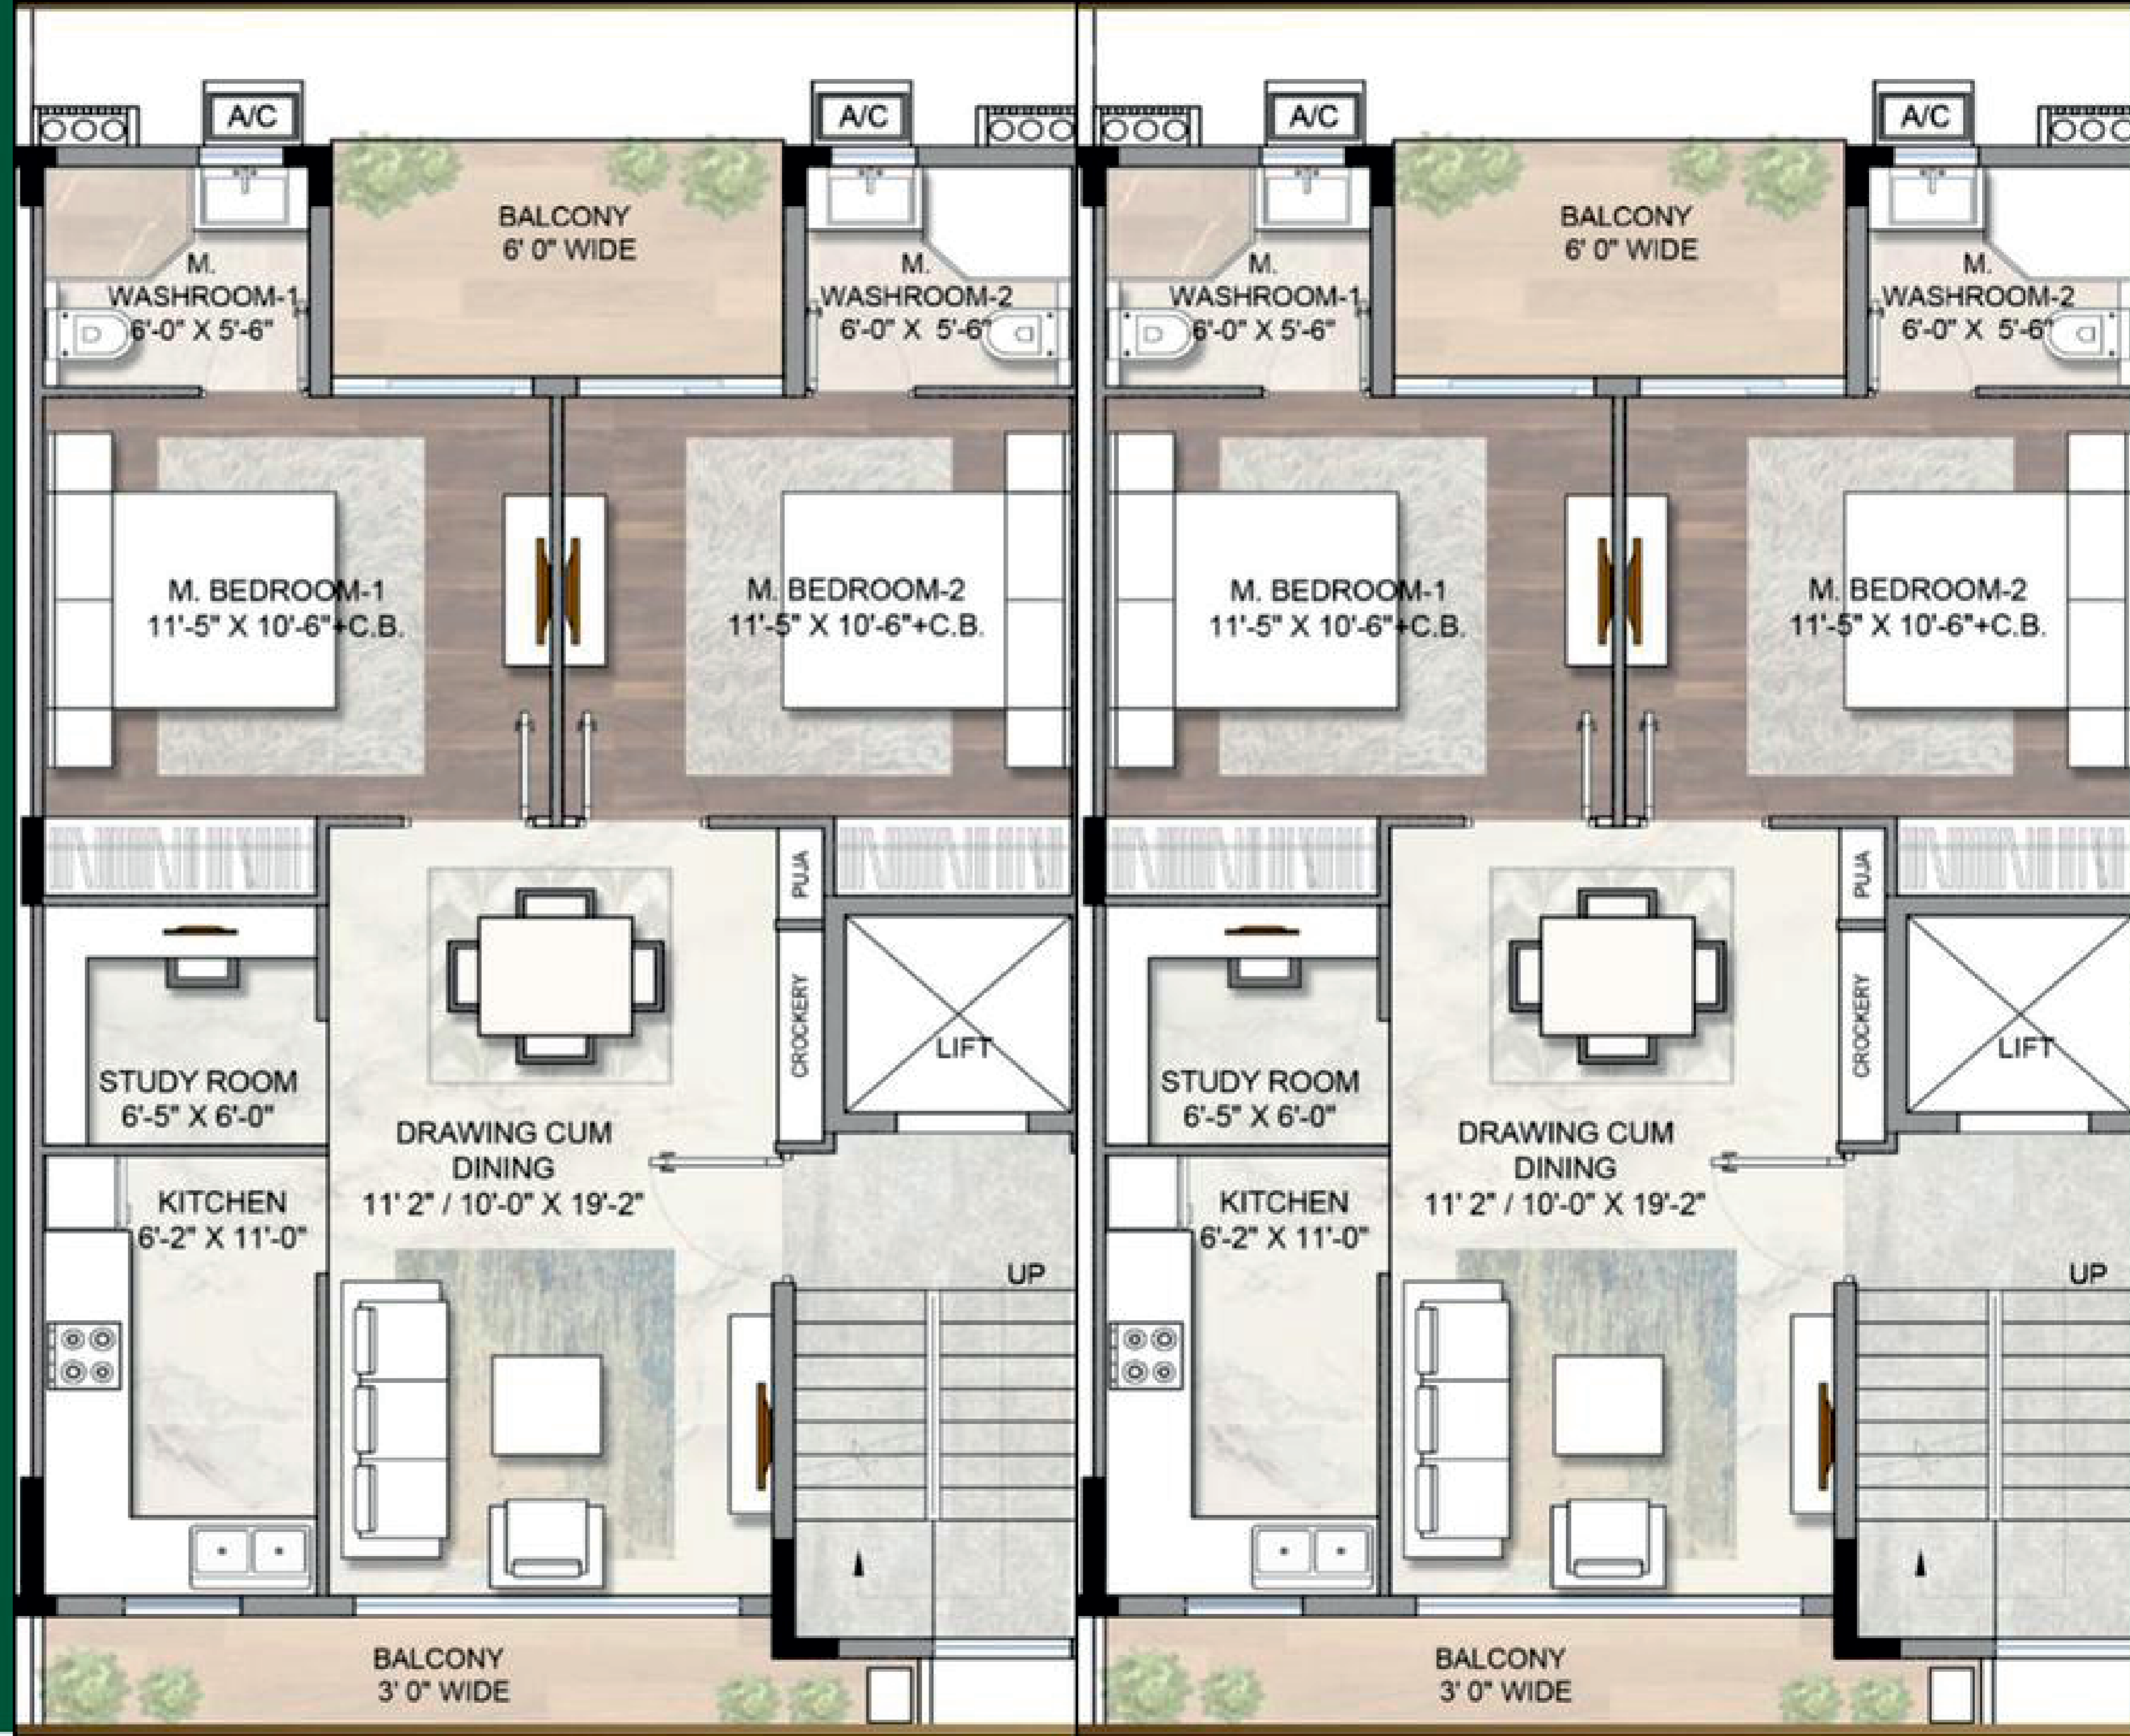 A/C
A/C
BALCONY
6' 0" WIDE
M.
WASHROOM-1
6'-0" X 5'-6"
M.
WASHROOM-2
6'-0" X 5'-6"
M. BEDROOM-1
11'-5" X 10'-6"+C.B.
M. BEDROOM-2
11'-5" X 10'-6"+C.B.
PUJA
CROCKERY
LIFT
STUDY ROOM
6'-5" X 6'-0"
DRAWING CUM
DINING
11' 2" / 10'-0" X 19'-2"
KITCHEN
6'-2" X 11'-0"
UP
BALCONY
3' 0" WIDE
A/C
A/C
BALCONY
6' 0" WIDE
M.
WASHROOM-1
6'-0" X 5'-6"
M.
WASHROOM-2
6'-0" X 5'-6"
M. BEDROOM-1
11'-5" X 10'-6"+C.B.
M. BEDROOM-2
11'-5" X 10'-6"+C.B.
PUJA
CROCKERY
LIFT
STUDY ROOM
6'-5" X 6'-0"
DRAWING CUM
DINING
11' 2" / 10'-0" X 19'-2"
KITCHEN
6'-2" X 11'-0"
UP
BALCONY
3' 0" WIDE